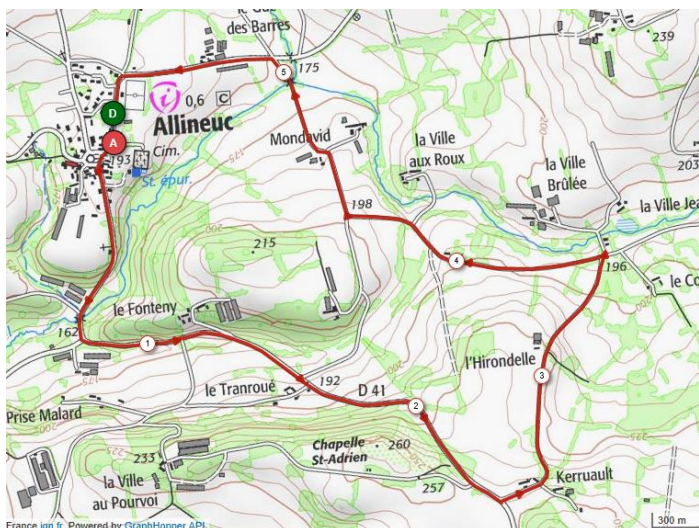 des Barres
239
5
175
0,6
C
D
Allineuc
A
Cim.
193
St. épur.
Mondavid
la Ville
aux Roux
la Ville
Brûlée
203
198
la Ville Jea
215
4
196
162
le Fonteny
1
l'Hirondelle
3
le Tranroué
192
D 41
2
Prise Malard
Chapelle
St-Adrien
260
233
257
Kerruault
la Ville
au Pourvoi
France ign.fr, Powered by GraphHopper API
300 m